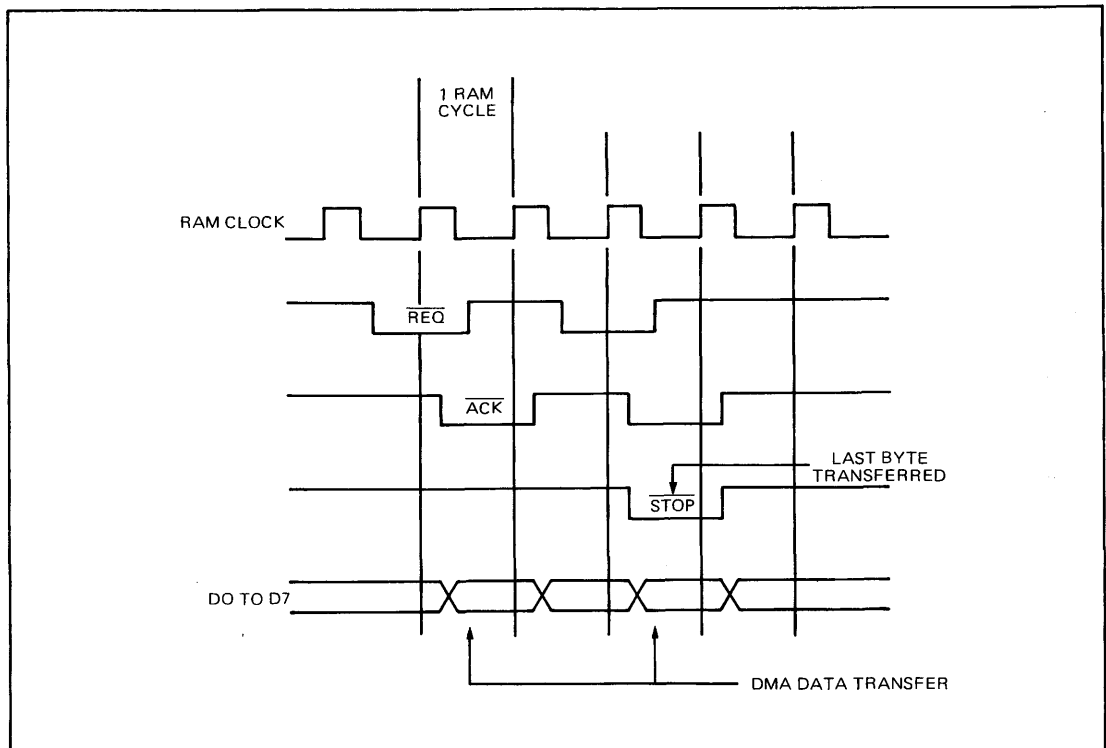 1 RAM
CYCLE
RAM CLOCK
REQ
ACK
LAST BYTE
TRANSFERRED
STOP
DO TO D7
DMA DATA TRANSFER